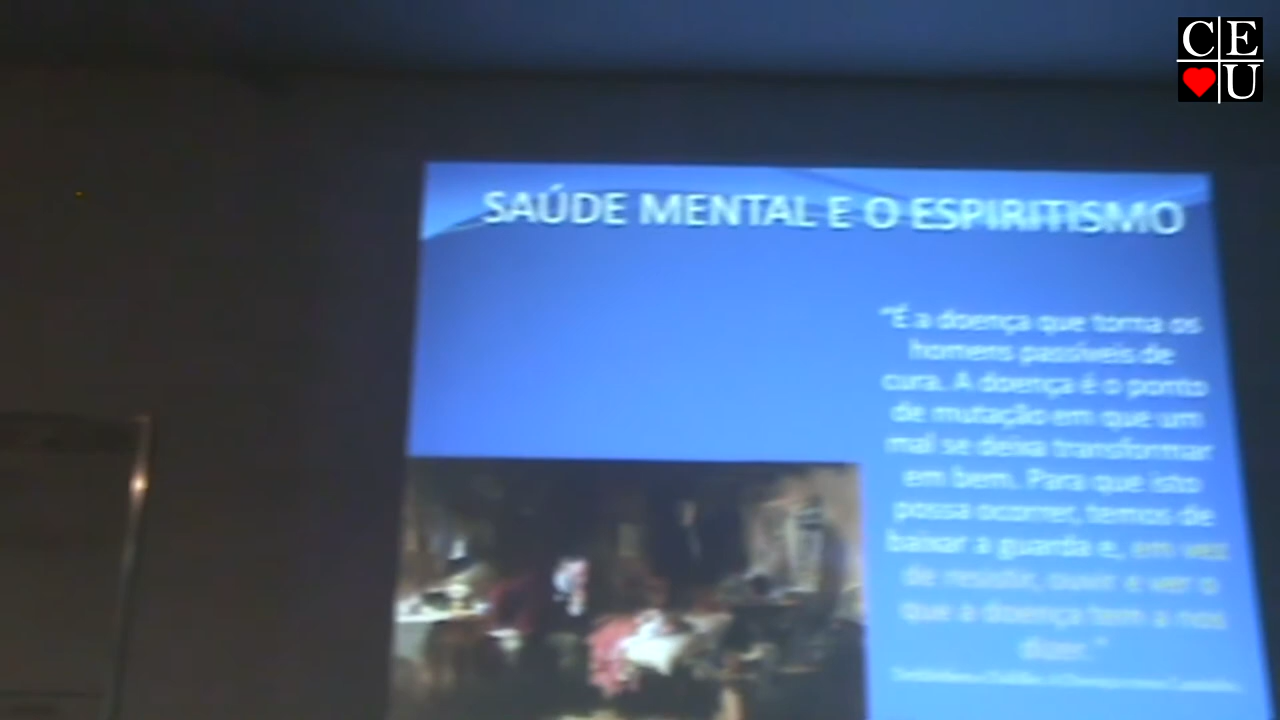 C E
U
SAÚDE MENTAL E O ESPIRITISMO
"É a doença que torna os
homens passíveis de
cura. A doença é o ponto
de mutação em que um
mal se deixa transformar
em bem. Para que isto
possa ocorrer, temos de
baixar a guarda e, em vez
de resistir, ouvir e ver o
que a doença tem a nos
dizer."